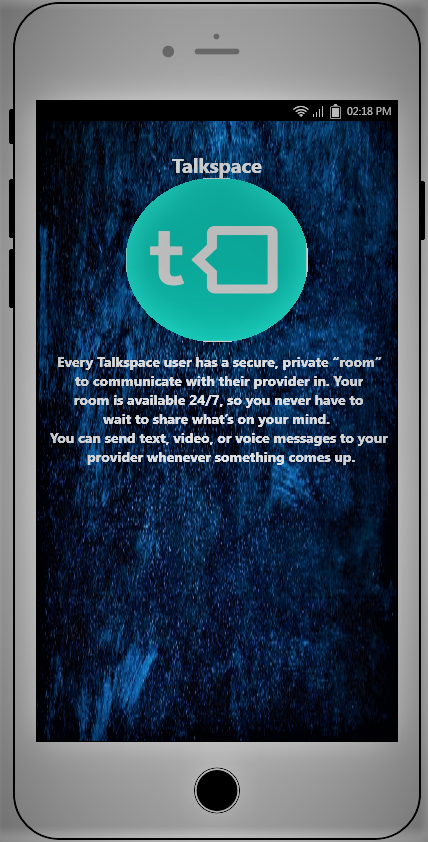 02:18 PM
Talkspace
t
Every Talkspace user has a secure, private “room”
to communicate with their provider in. Your
room is available 24/7, so you never have to
wait to share what’s on your mind.
You can send text, video, or voice messages to your
provider whenever something comes up.